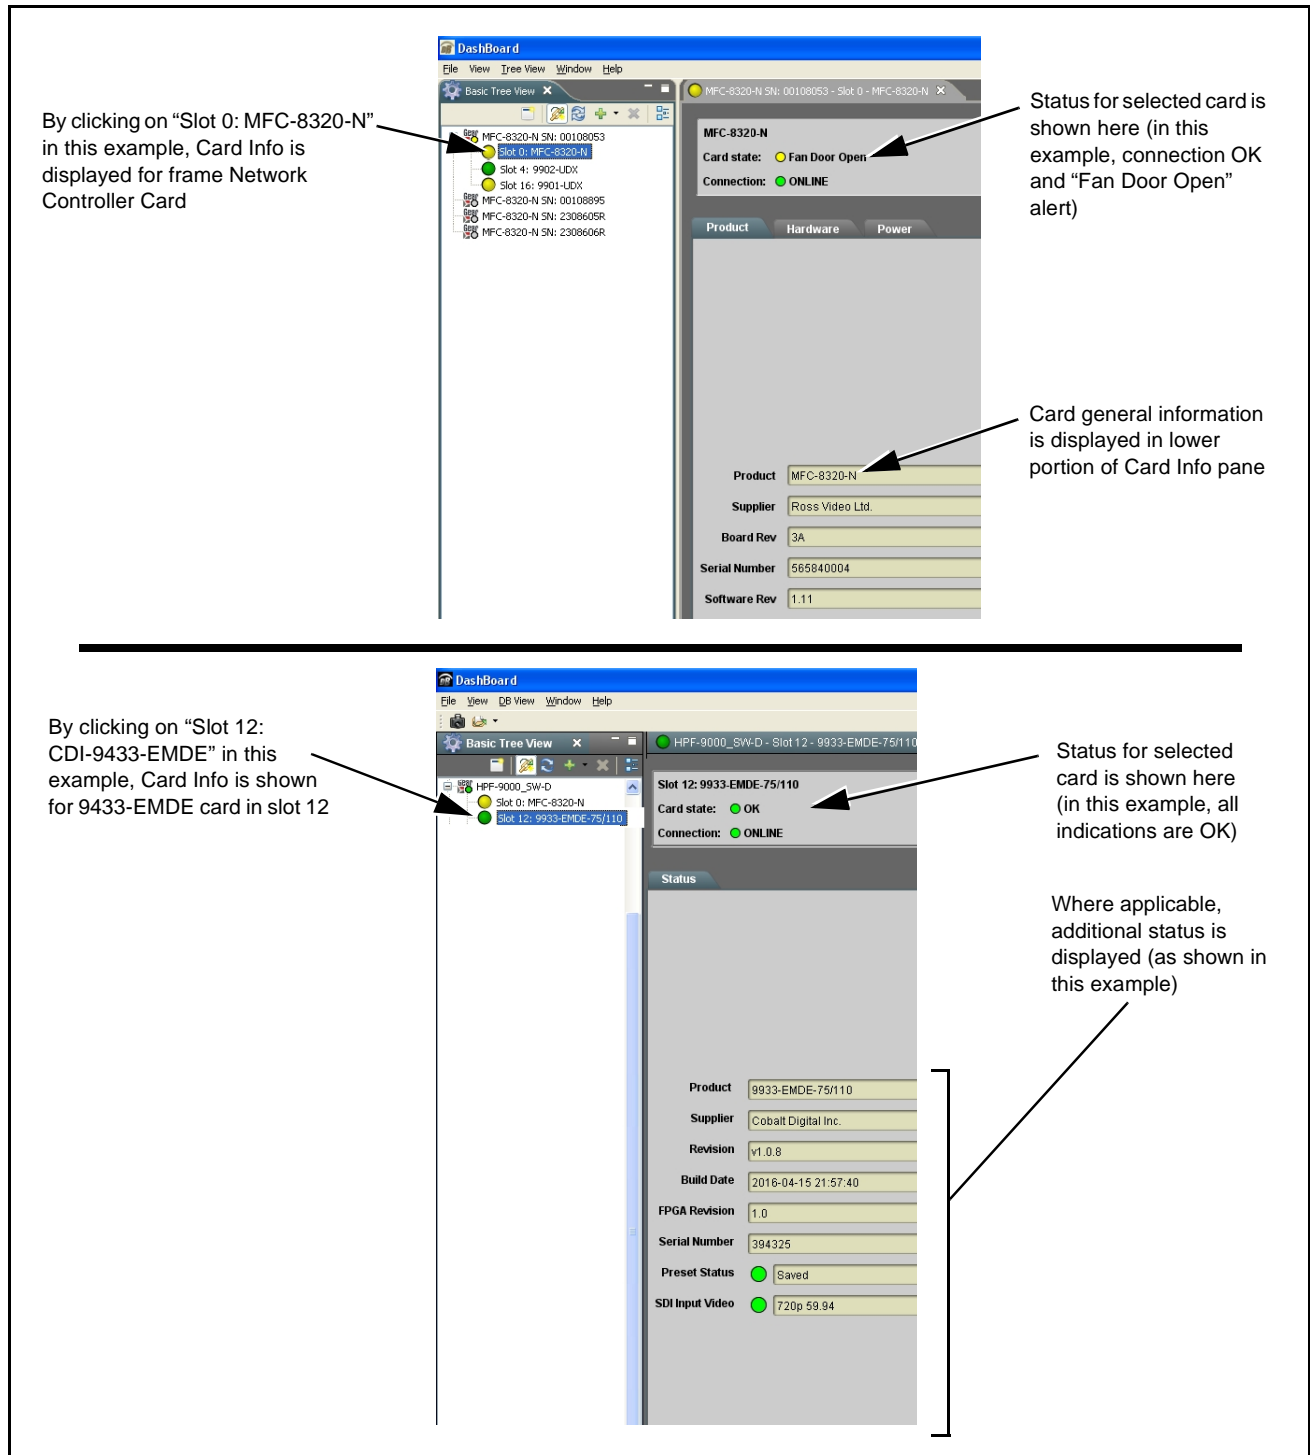 DashBoard
File View Tree View Window Help
Basic Tree View
MFC-8320-N SN: 00108053 - Slot 0 - MFC-8320-N
MFC-8320-N SN: 00108053
Slot 0: MFC-8320-N
Slot 4: 9902-UDX
Slot 16: 9901-UDX
MFC-8320-N SN: 00108895
MFC-8320-N SN: 2308605R
MFC-8320-N SN: 2308606R
MFC-8320-N
Card state: Fan Door Open
Connection: ONLINE
Product Hardware Power
Product MFC-8320-N
Supplier Ross Video Ltd.
Board Rev 3A
Serial Number 565840004
Software Rev 1.11
By clicking on “Slot 0: MFC-8320-N”
in this example, Card Info is
displayed for frame Network
Controller Card
Status for selected card is
shown here (in this
example, connection OK
and “Fan Door Open”
alert)
Card general information
is displayed in lower
portion of Card Info pane
DashBoard
File View DB View Window Help
Basic Tree View
HPF-9000_SW-D - Slot 12 - 9933-EMDE-75/110
HPF-9000_SW-D
Slot 0: MFC-8320-N
Slot 12: 9933-EMDE-75/110
Slot 12: 9933-EMDE-75/110
Card state: OK
Connection: ONLINE
Status
Product 9933-EMDE-75/110
Supplier Cobalt Digital Inc.
Revision v1.0.8
Build Date 2016-04-15 21:57:40
FPGA Revision 1.0
Serial Number 394325
Preset Status Saved
SDI Input Video 720p 59.94
By clicking on “Slot 12:
CDI-9433-EMDE” in this
example, Card Info is shown
for 9433-EMDE card in slot 12
Status for selected
card is shown here
(in this example, all
indications are OK)
Where applicable,
additional status is
displayed (as shown in
this example)